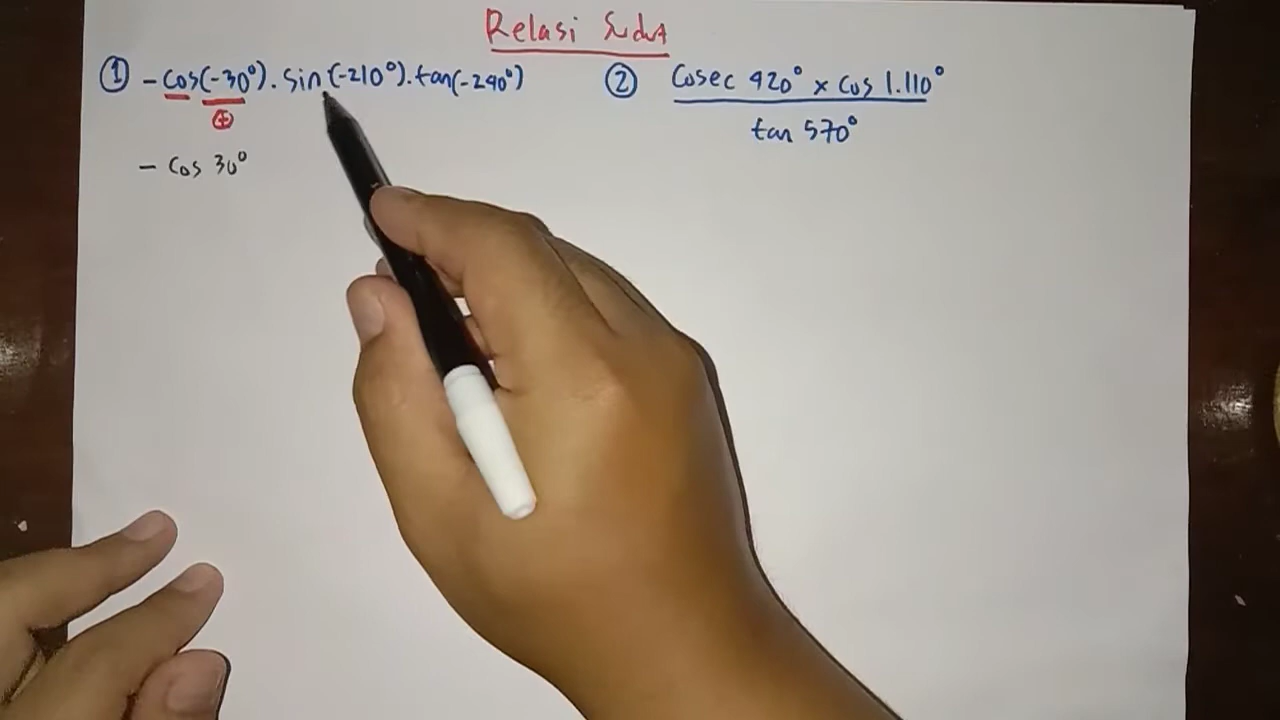 Relasi Sudut
① -cos(-30°).sin(-210°).tan(-240°)
⊕
- cos 30°
② Cosec 420° x cos 1.110°
tan 570°